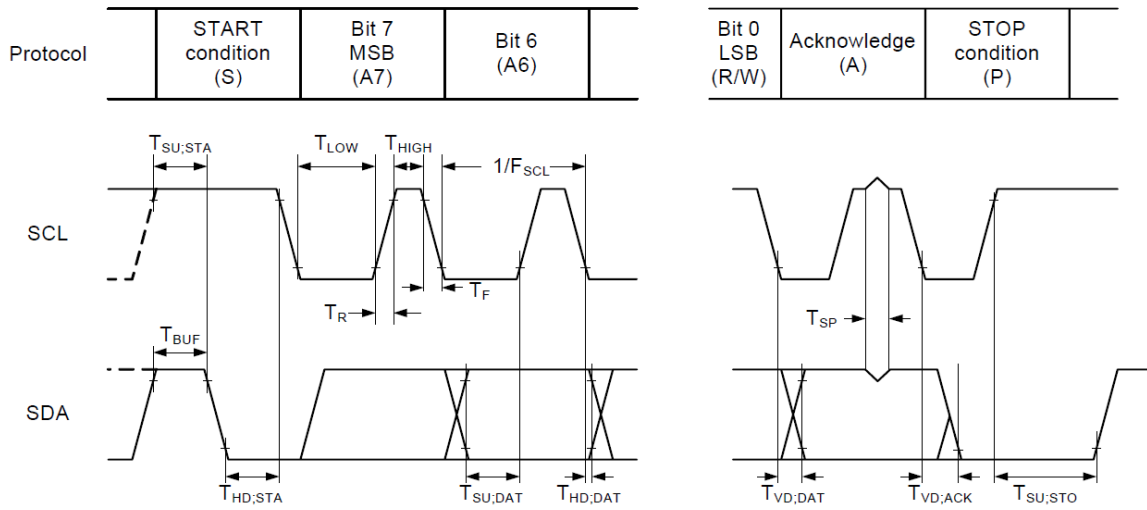 Protocol
START
condition
(S)
Bit 7
MSB
(A7)
Bit 6
(A6)
Bit 0
LSB
(R/W)
Acknowledge
(A)
STOP
condition
(P)
TSU;STA
TLOW
THIGH
1/FSCL
SCL
TR
TF
TSP
TBUF
SDA
THD;STA
TSU;DAT
THD;DAT
TVD;DAT
TVD;ACK
TSU;STO